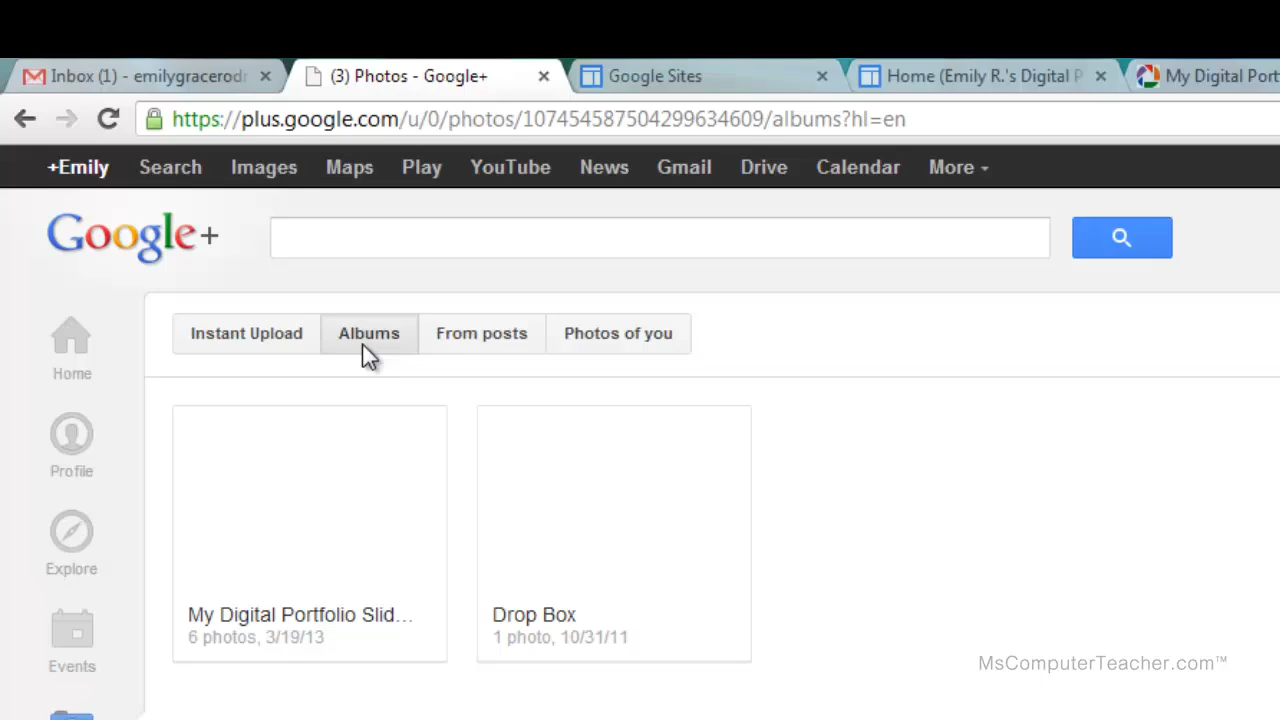 Inbox (1) - emilygracerodr
(3) Photos - Google+
Google Sites
Home (Emily R.'s Digital P
My Digital Port
https://plus.google.com/u/0/photos/107454587504299634609/albums?hl=en
+Emily Search Images Maps Play YouTube News Gmail Drive Calendar More
Google+
Instant Upload Albums From posts Photos of you
Home
Profile
Explore
Events
My Digital Portfolio Slid...
6 photos, 3/19/13
Drop Box
1 photo, 10/31/11
MsComputerTeacher.com™